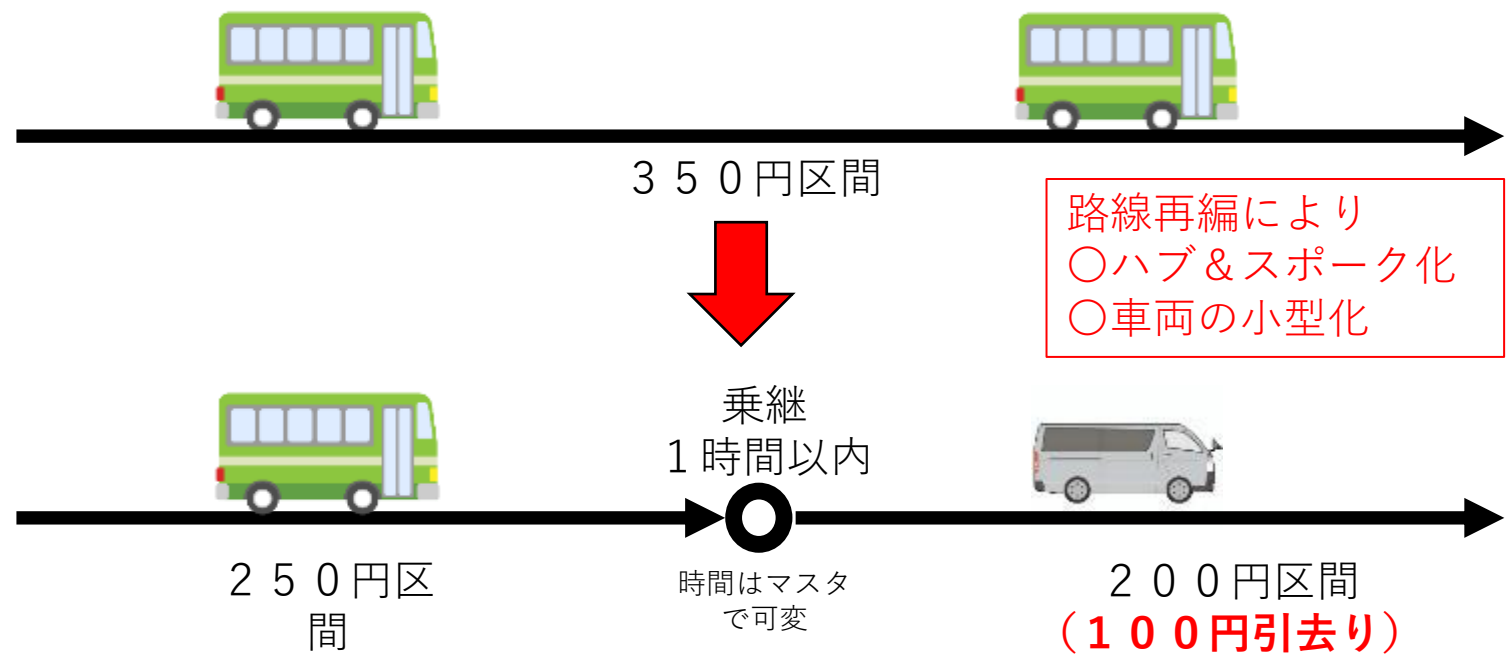 ３５０円区間
路線再編により
〇ハブ＆スポーク化
〇車両の小型化
乗継
１時間以内
２５０円区
間
時間はマスタ
で可変
２００円区間
（１００円引去り）